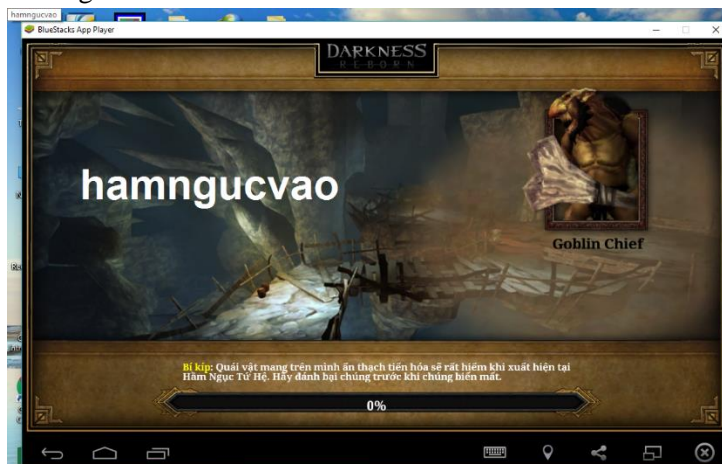 hamngucvao
BlueStacks App Player
DARKNESS
REBORN
hamngucvao
Goblin Chief
Bí kíp: Quái vật mang trên mình ấn thạch tiến hóa sẽ rất hiếm khi xuất hiện tại
Hầm Ngục Tứ Hệ. Hãy đánh bại chúng trước khi chúng biến mất.
0%